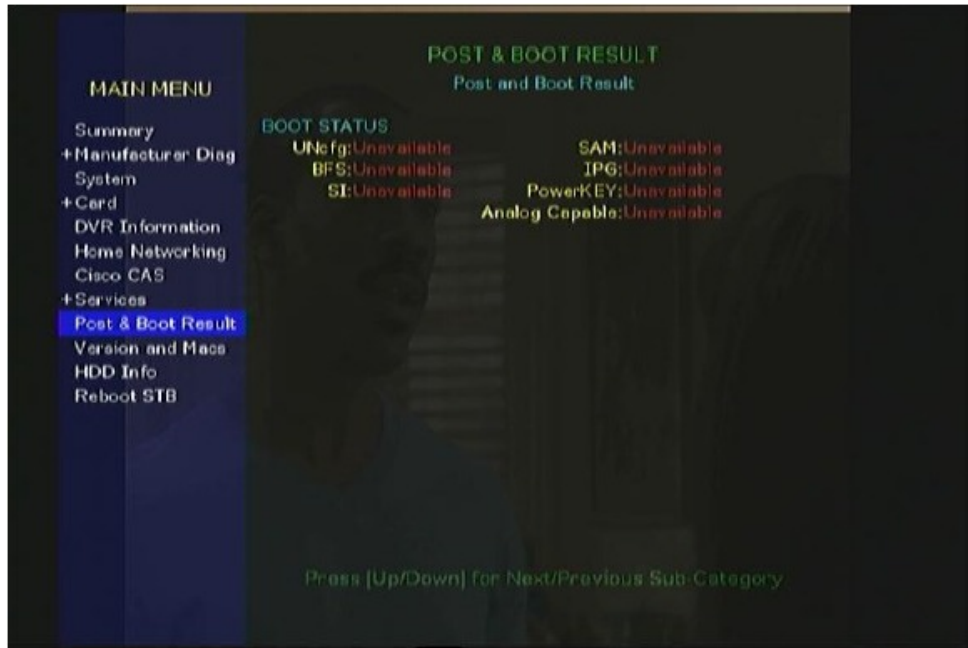 POST & BOOT RESULT
Post and Boot Result
MAIN MENU
Summary
+Manufacturer Diag
System
+Card
DVR Information
Home Networking
Cisco CAS
+Services
Post & Boot Result
Version and Macs
HDD Info
Reboot STB
BOOT STATUS
UNcfg:Unavailable SAM:Unavailable
BFS:Unavailable IPG:Unavailable
SI:Unavailable PowerKEY:Unavailable
Analog Capable:Unavailable
Press [Up/Down] for Next/Previous Sub-Category